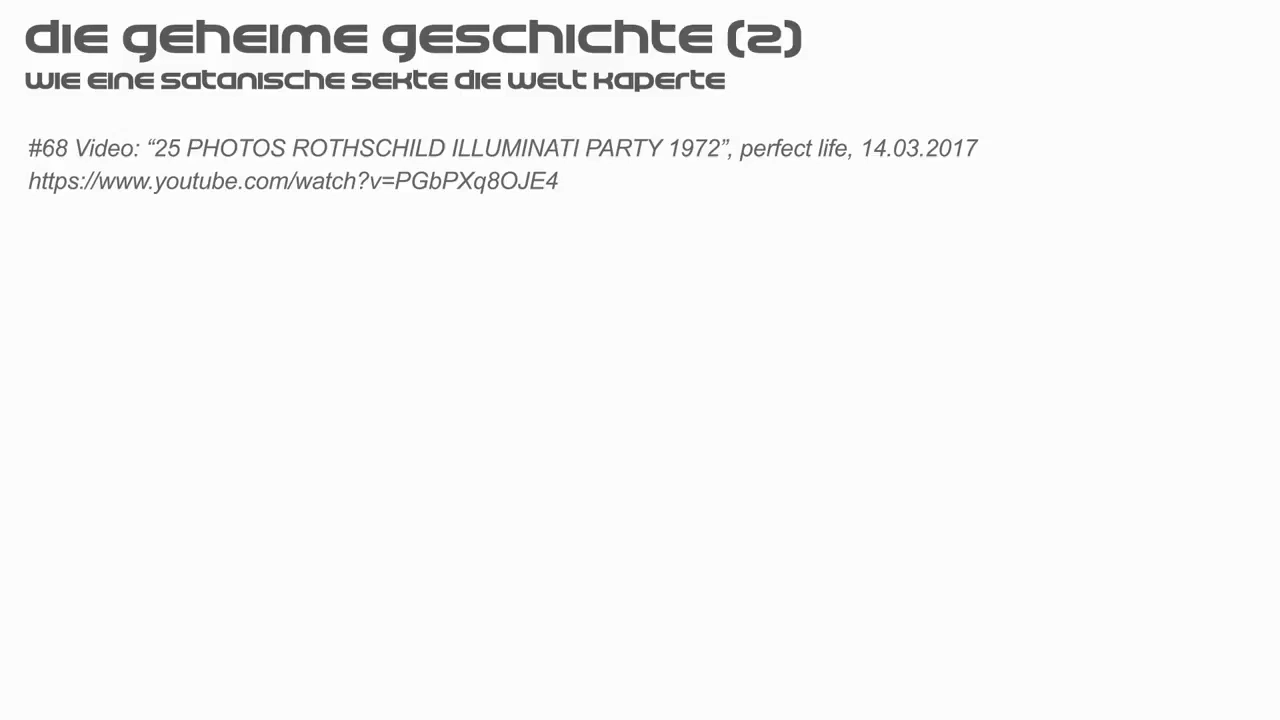 Die geheime Geschichte (2)
Wie eine satanische Sekte die Welt kaperte
#68 Video: “25 PHOTOS ROTHSCHILD ILLUMINATI PARTY 1972”, perfect life, 14.03.2017
https://www.youtube.com/watch?v=PGbPXq8OJE4